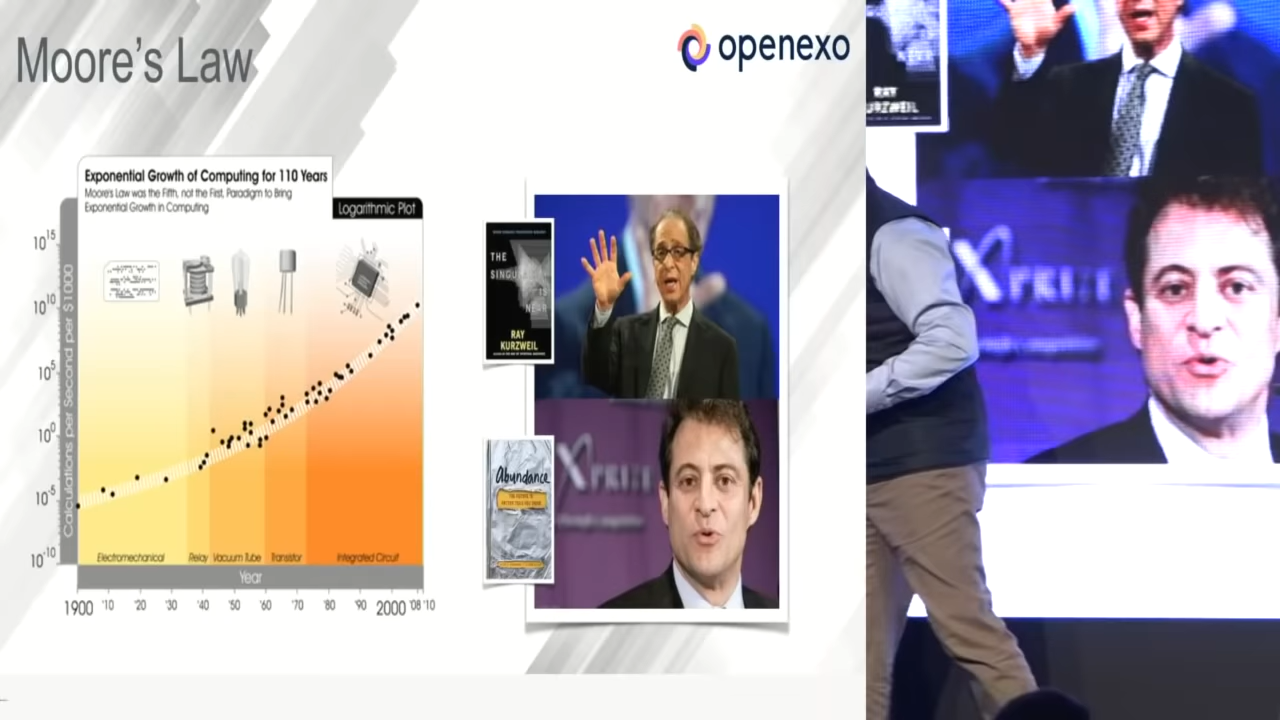 Moore's Law
openexo
Exponential Growth of Computing for 110 Years
Moore's Law was the Fifth, not the First, Paradigm to Bring
Exponential Growth in Computing
Logarithmic Plot
Calculations per Second per $1000
10^15
10^10
10^5
10^0
10^-5
10^-10
Electromechanical Relay Vacuum Tube Transistor Integrated Circuit
Year
1900 '10 '20 '30 '40 '50 '60 '70 '80 '90 2000 '08 '10
THE
SINGULARITY
IS
NEAR
RAY
KURZWEIL
Abundance
XPRIZE
RAY
KURZWEIL
XPRIZE